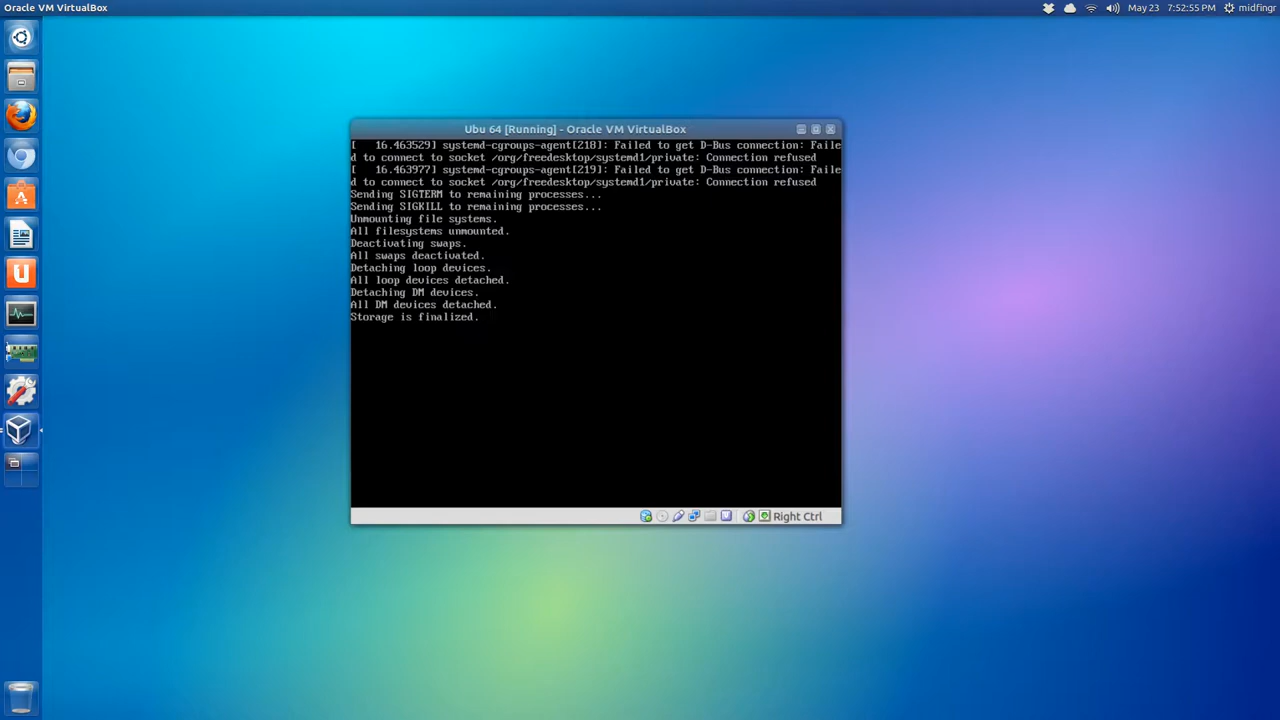 Oracle VM VirtualBox
May 23 7:52:55 PM midfingr
Ubu 64 [Running] - Oracle VM VirtualBox
[   16.463529] systemd-cgroups-agent[218]: Failed to get D-Bus connection: Faile
d to connect to socket /org/freedesktop/systemd1/private: Connection refused
[   16.463977] systemd-cgroups-agent[219]: Failed to get D-Bus connection: Faile
d to connect to socket /org/freedesktop/systemd1/private: Connection refused
Sending SIGTERM to remaining processes...
Sending SIGKILL to remaining processes...
Unmounting file systems.
All filesystems unmounted.
Deactivating swaps.
All swaps deactivated.
Detaching loop devices.
All loop devices detached.
Detaching DM devices.
All DM devices detached.
Storage is finalized.
Right Ctrl